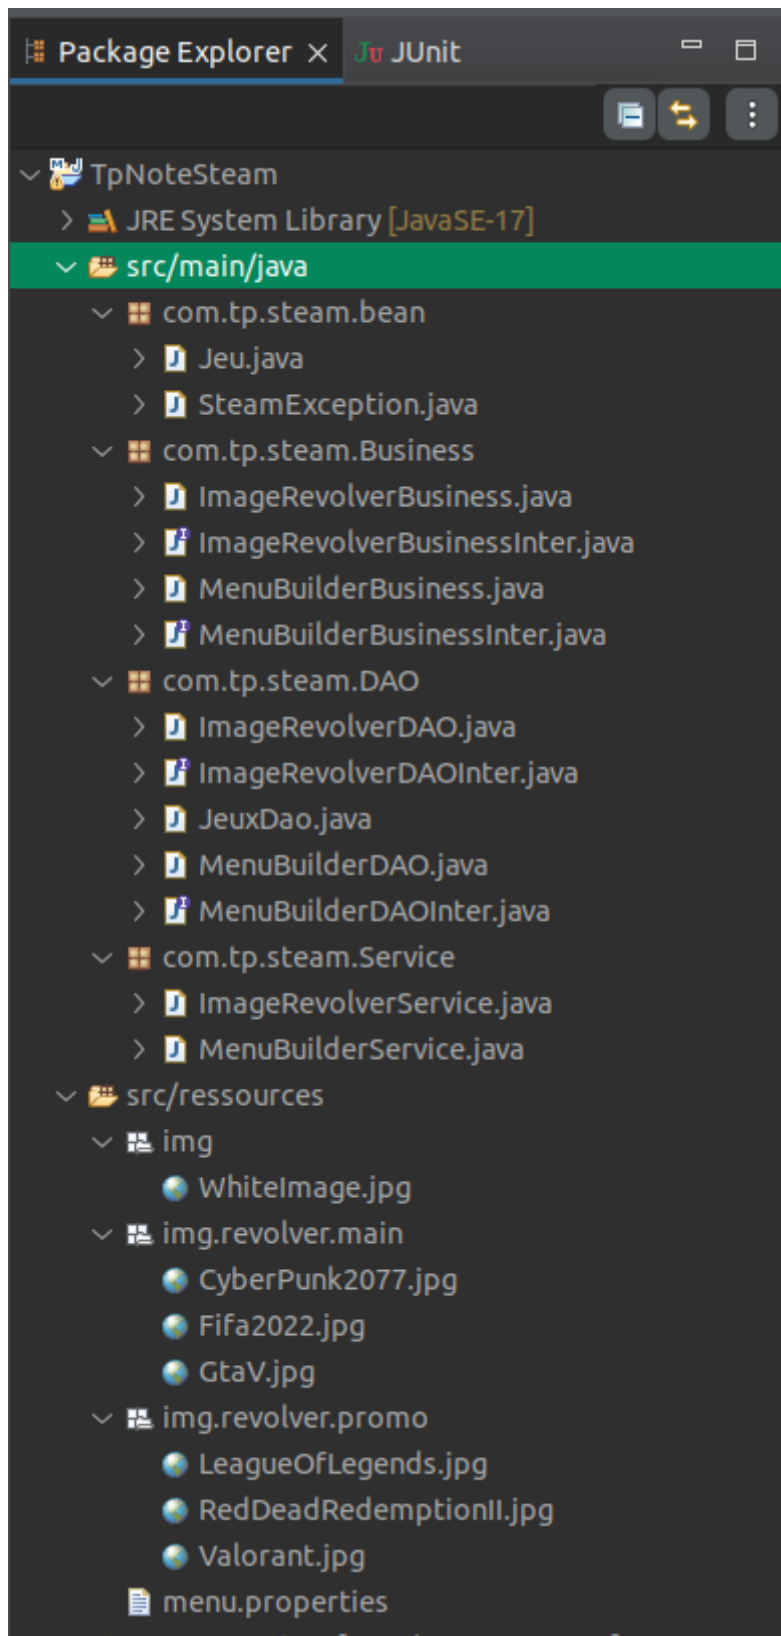 Package Explorer × JUnit
TpNoteSteam
JRE System Library [JavaSE-17]
src/main/java
com.tp.steam.bean
Jeu.java
SteamException.java
com.tp.steam.Business
ImageRevolverBusiness.java
ImageRevolverBusinessInter.java
MenuBuilderBusiness.java
MenuBuilderBusinessInter.java
com.tp.steam.DAO
ImageRevolverDAO.java
ImageRevolverDAOInter.java
JeuxDao.java
MenuBuilderDAO.java
MenuBuilderDAOInter.java
com.tp.steam.Service
ImageRevolverService.java
MenuBuilderService.java
src/ressources
img
WhiteImage.jpg
img.revolver.main
CyberPunk2077.jpg
Fifa2022.jpg
GtaV.jpg
img.revolver.promo
LeagueOfLegends.jpg
RedDeadRedemptionII.jpg
Valorant.jpg
menu.properties